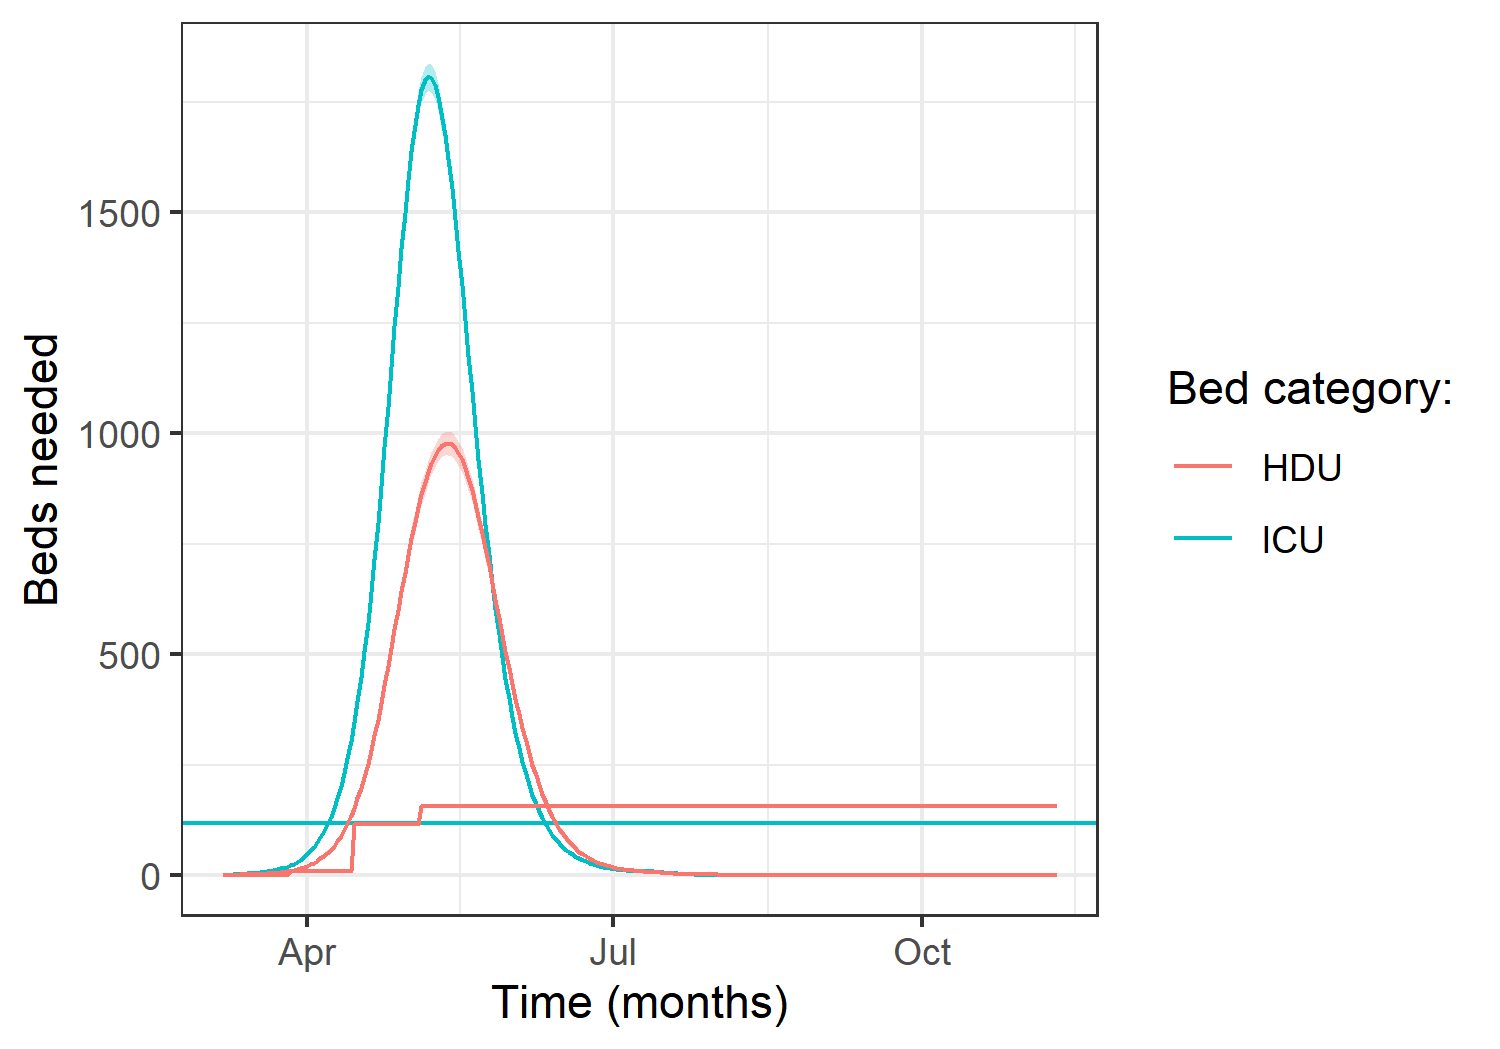 1500
1000
500
0
Beds needed
Apr
Jul
Oct
Time (months)
Bed category:
HDU
ICU